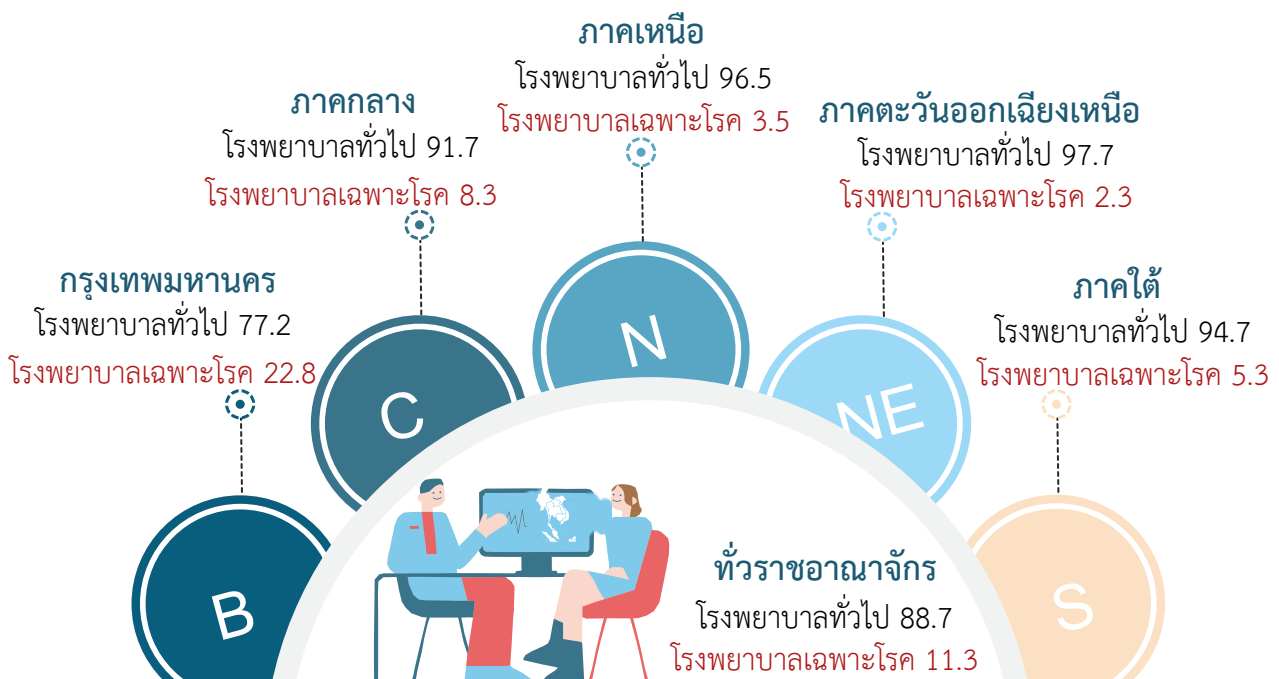 ภาคเหนือ
โรงพยาบาลทั่วไป 96.5
โรงพยาบาลเฉพาะโรค 3.5
ภาคกลาง
โรงพยาบาลทั่วไป 91.7
โรงพยาบาลเฉพาะโรค 8.3
ภาคตะวันออกเฉียงเหนือ
โรงพยาบาลทั่วไป 97.7
โรงพยาบาลเฉพาะโรค 2.3
กรุงเทพมหานคร
โรงพยาบาลทั่วไป 77.2
โรงพยาบาลเฉพาะโรค 22.8
ภาคใต้
โรงพยาบาลทั่วไป 94.7
โรงพยาบาลเฉพาะโรค 5.3
N
C
NE
B
S
ทั่วราชอาณาจักร
โรงพยาบาลทั่วไป 88.7
โรงพยาบาลเฉพาะโรค 11.3